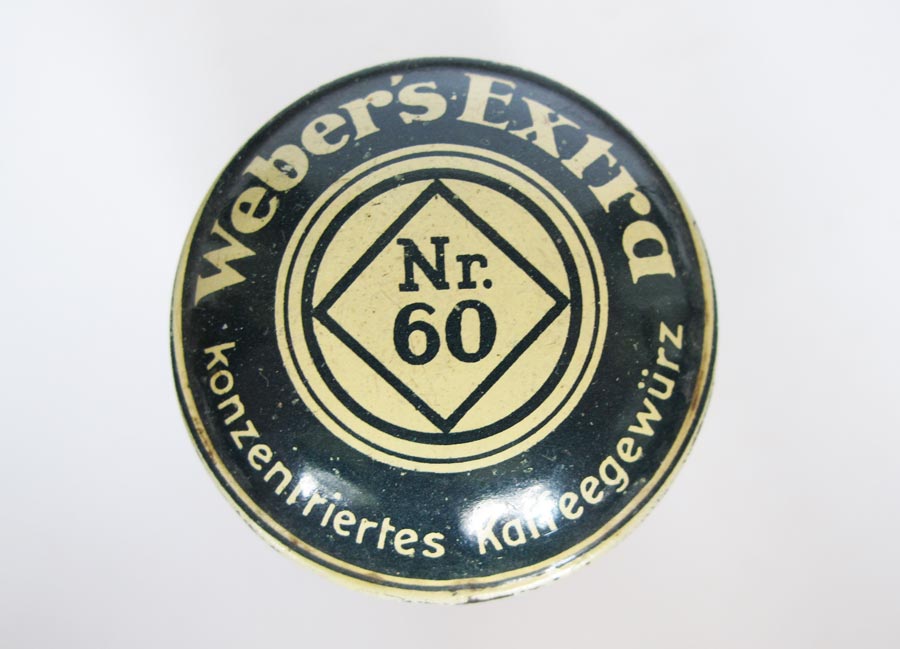 Weber's Extra
Nr.
60
konzentriertes Kaffeegewürz